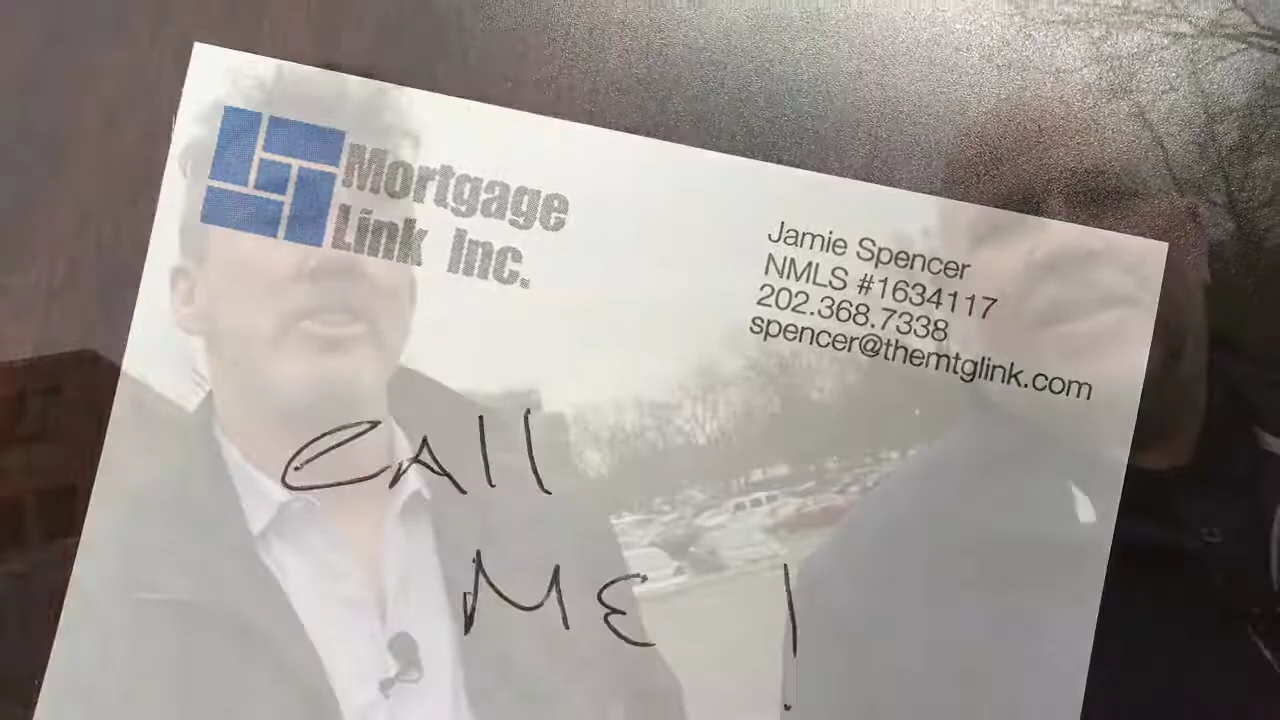 Mortgage
Link Inc.
Jamie Spencer
NMLS #1634117
202.368.7338
spencer@themtglink.com
CAll
ME !